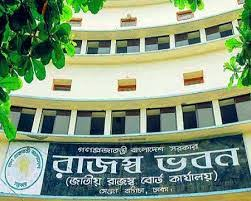 গণপ্রজাতন্ত্রী বাংলাদেশ সরকার
রাজস্ব ভবন
(জাতীয় রাজস্ব বোর্ড কার্যালয়)
সেগুন বাগিচা, ঢাকা।